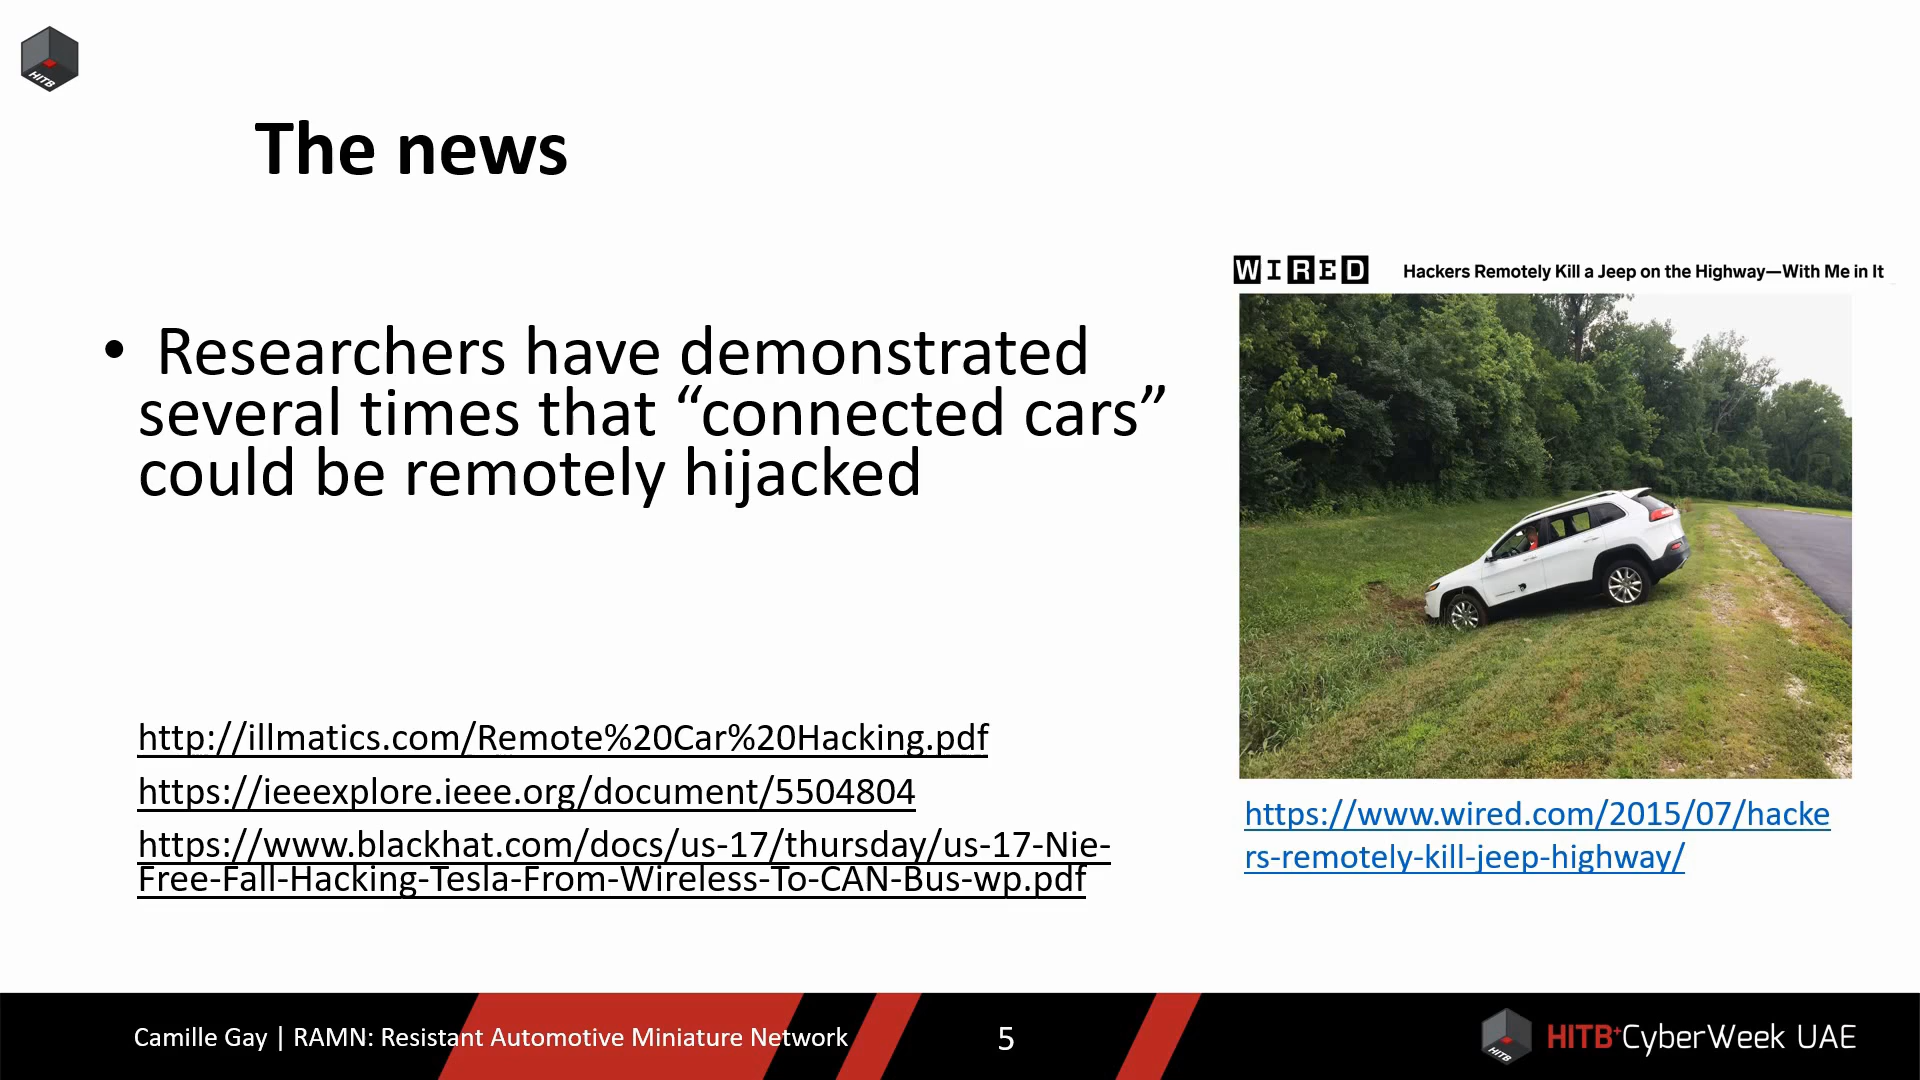 HITB
The news
• Researchers have demonstrated
several times that “connected cars”
could be remotely hijacked
http://illmatics.com/Remote%20Car%20Hacking.pdf
https://ieeexplore.ieee.org/document/5504804
https://www.blackhat.com/docs/us-17/thursday/us-17-Nie-
Free-Fall-Hacking-Tesla-From-Wireless-To-CAN-Bus-wp.pdf
WIRED Hackers Remotely Kill a Jeep on the Highway—With Me in It
https://www.wired.com/2015/07/hacke
rs-remotely-kill-jeep-highway/
Camille Gay | RAMN: Resistant Automotive Miniature Network
5
HITB
HITB+CyberWeek UAE